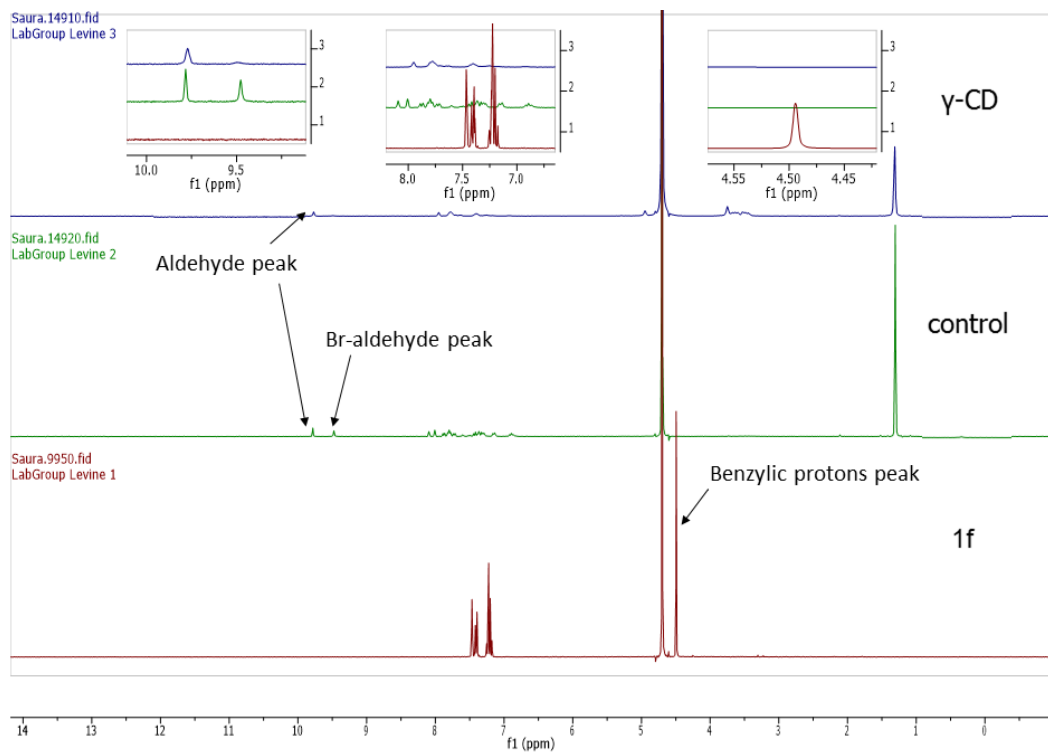 Saura.14910.fid
LabGroup Levine 3
3
2
1
10.0 9.5
f1 (ppm)
3
2
1
8.0 7.5 7.0
f1 (ppm)
3
2
1
4.55 4.50 4.45
f1 (ppm)
γ-CD
Saura.14920.fid
LabGroup Levine 2
Aldehyde peak
Br-aldehyde peak
control
Saura.9950.fid
LabGroup Levine 1
Benzylic protons peak
1f
14 13 12 11 10 9 8 7 6 5 4 3 2 1 0
f1 (ppm)